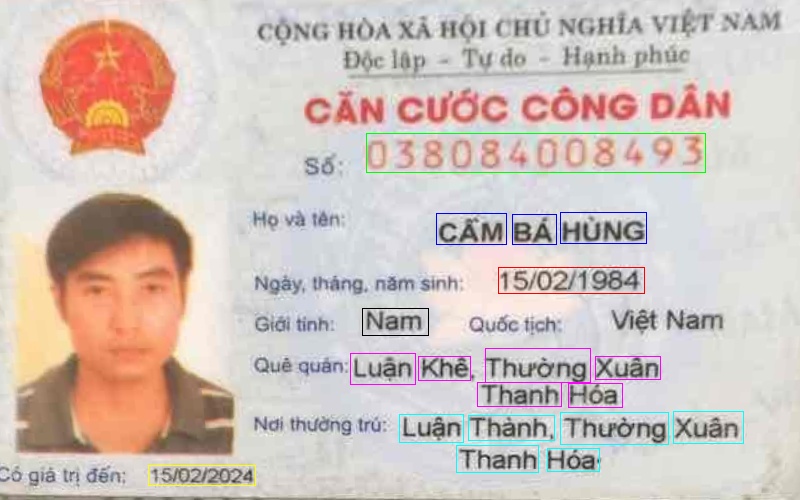 CỘNG HÒA XÃ HỘI CHỦ NGHĨA VIỆT NAM
Độc lập - Tự do - Hạnh phúc
CĂN CƯỚC CÔNG DÂN
Số: 038084008493
Họ và tên: CẦM BÁ HÙNG
Ngày, tháng, năm sinh: 15/02/1984
Giới tính: Nam Quốc tịch: Việt Nam
Quê quán: Luận Khê, Thường Xuân
Thanh Hóa
Nơi thường trú: Luận Thành, Thường Xuân
Thanh Hóa
Có giá trị đến: 15/02/2024